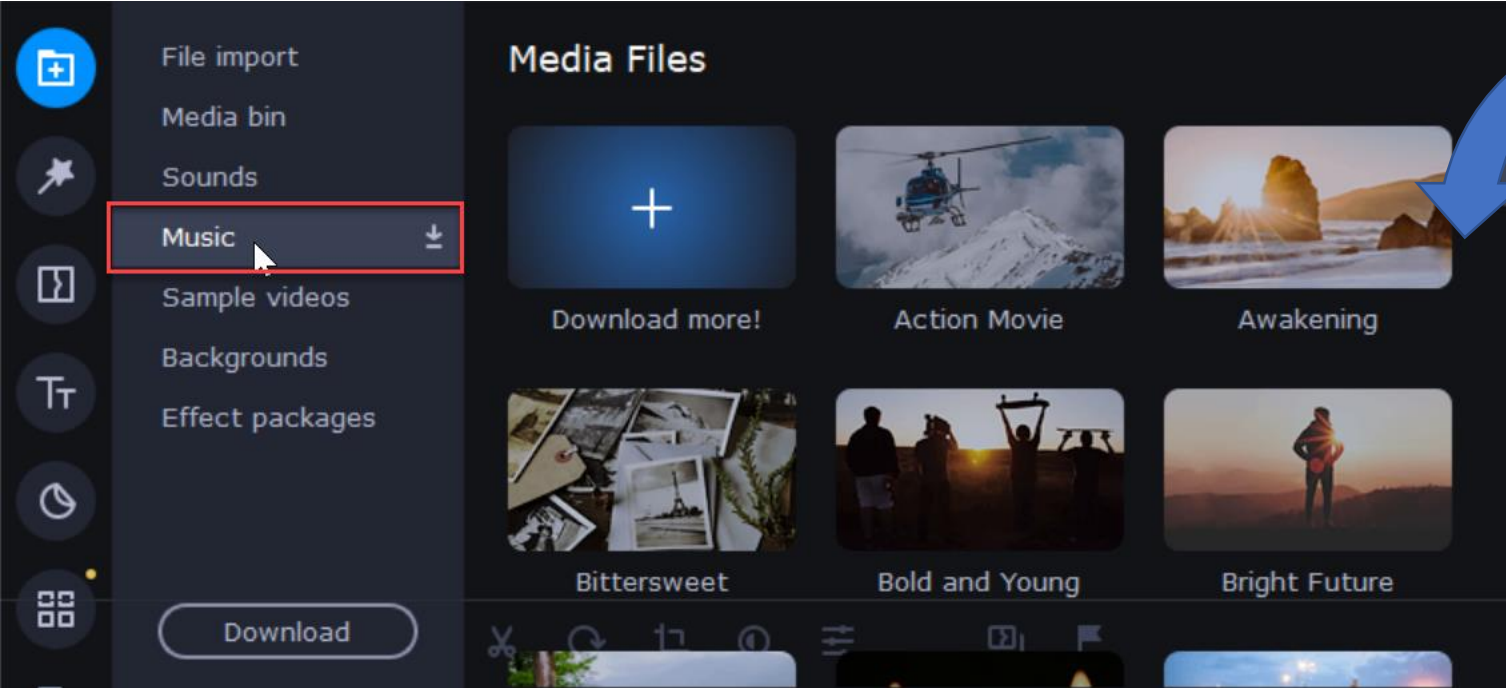 File import
Media bin
Sounds
Music
Sample videos
Backgrounds
Effect packages
Download
Media Files
Download more!
Action Movie
Awakening
Bittersweet
Bold and Young
Bright Future